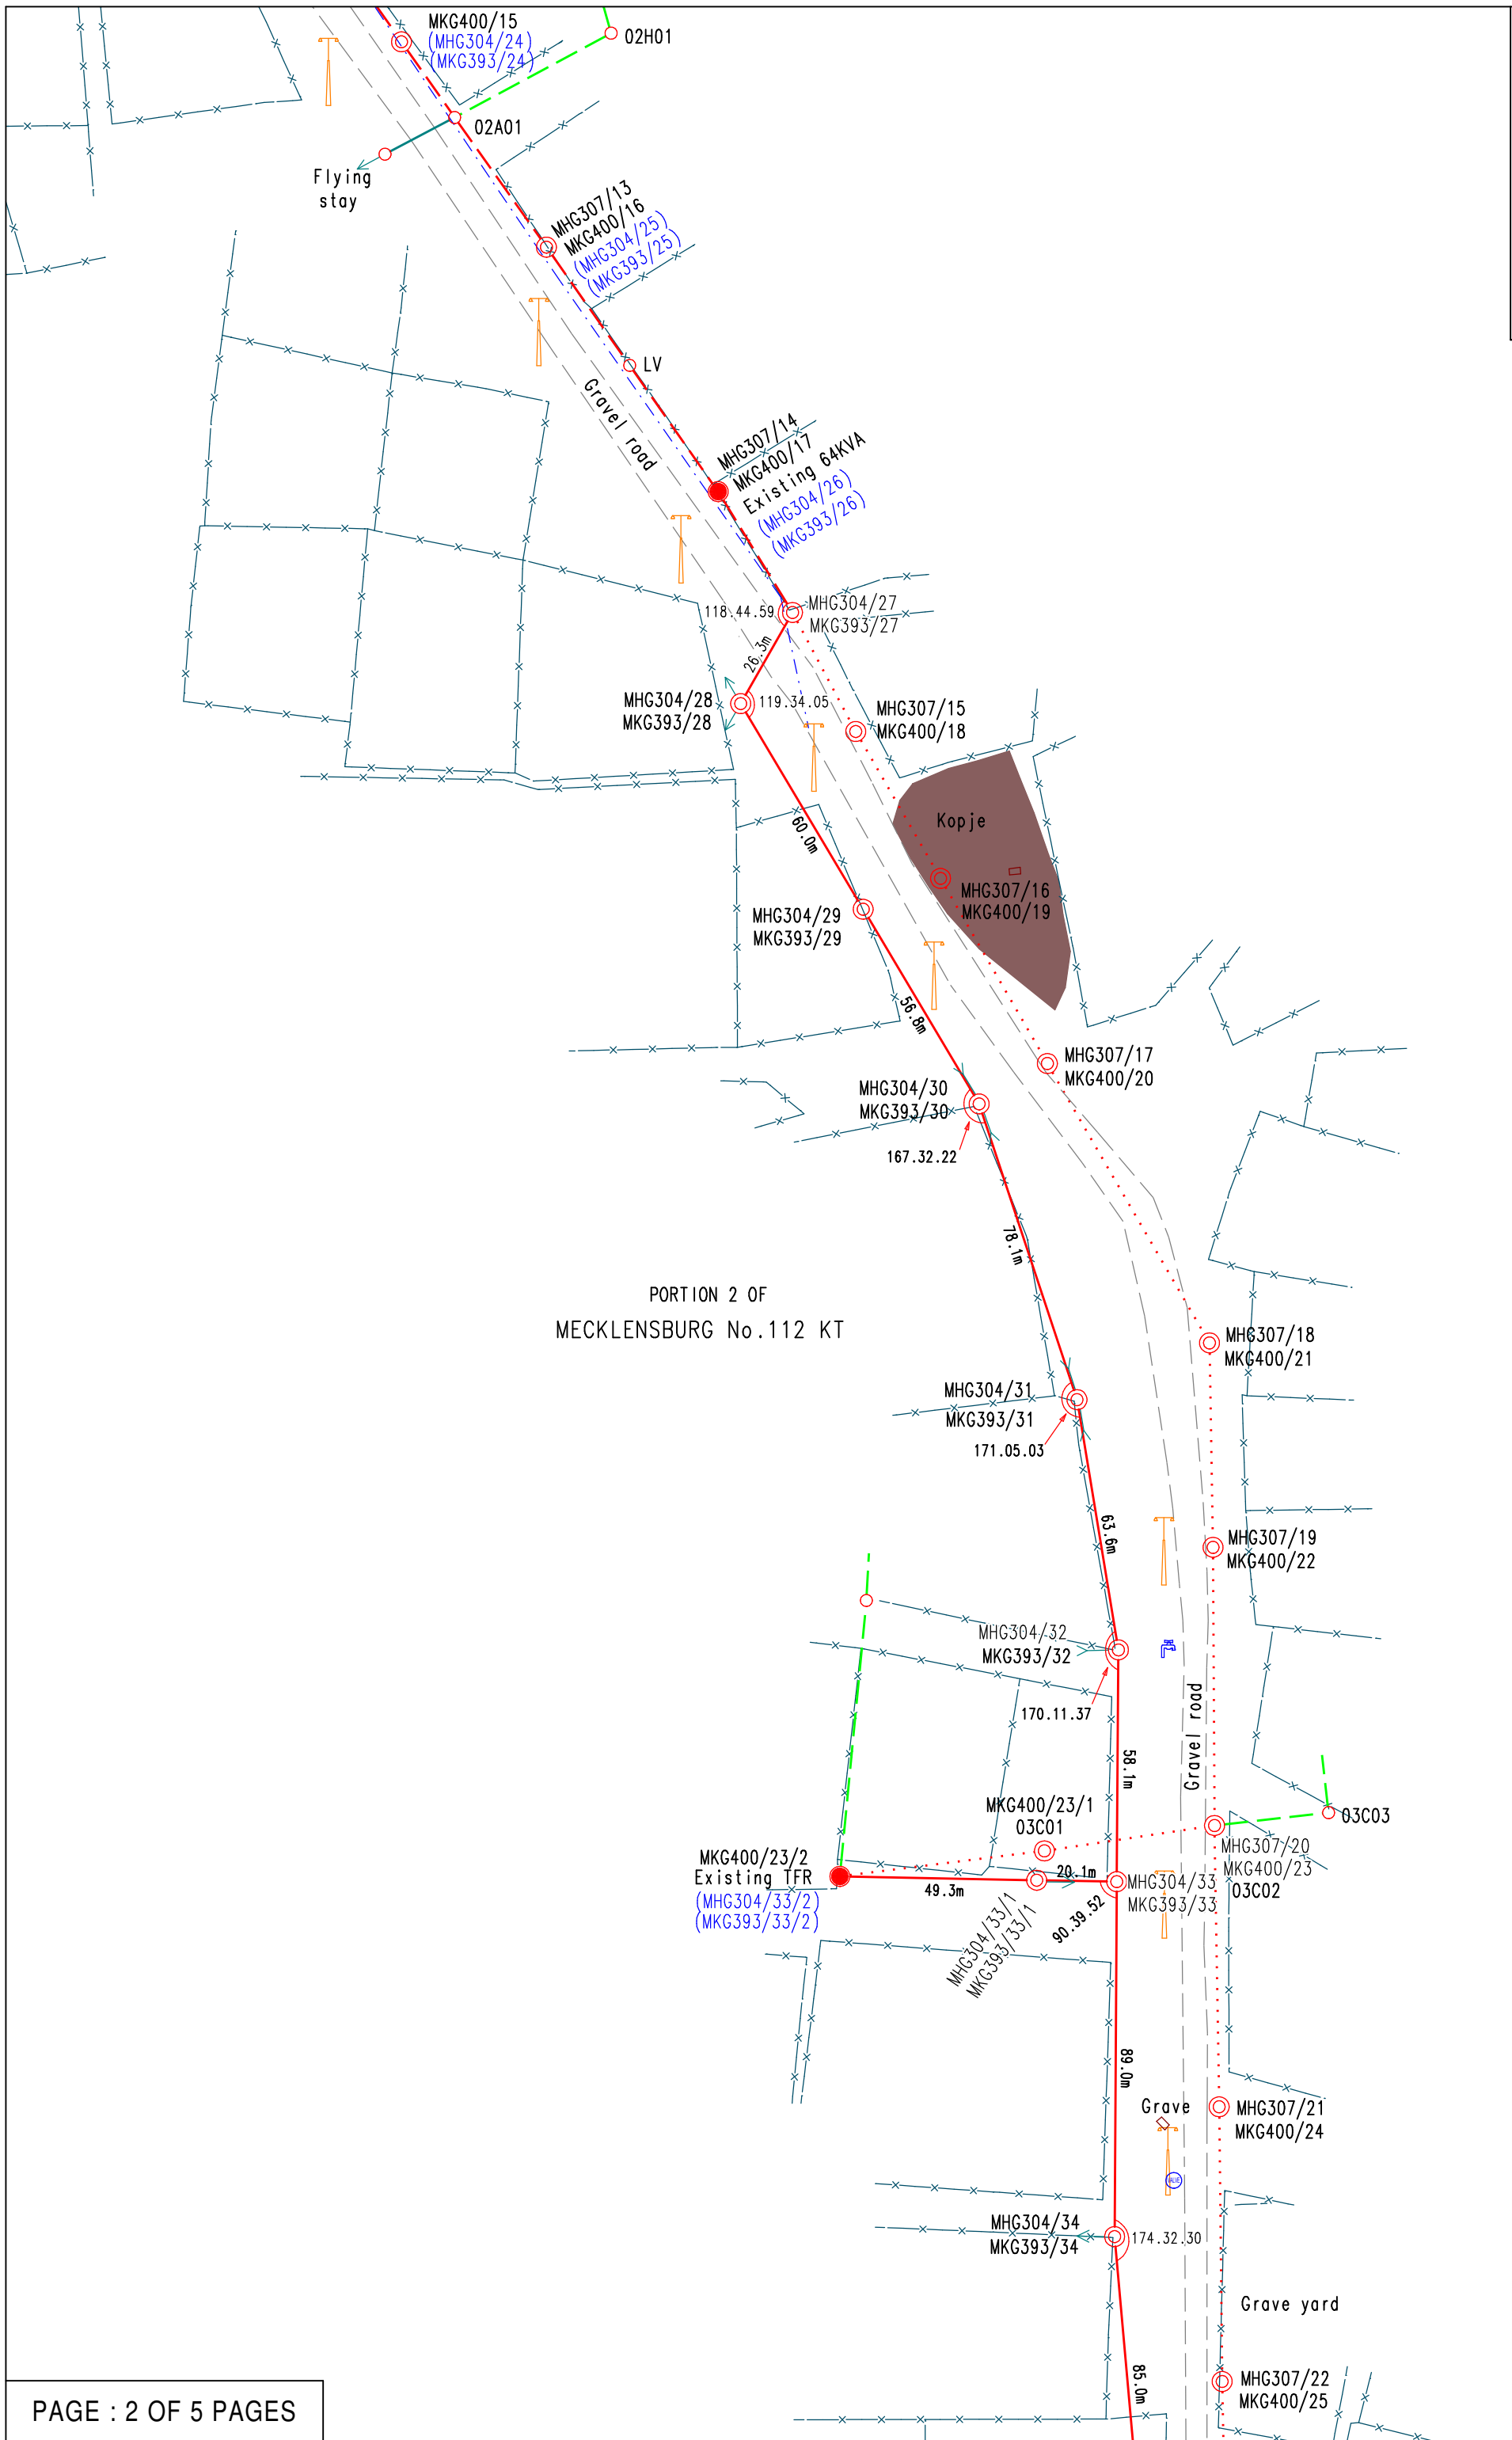 MKG400/15
(MHG304/24)
(MKG393/24)
02H01
02A01
Flying
stay
MHG307/13
MKG400/16
(MHG304/25)
(MKG393/25)
LV
Gravel road
MHG307/14
MKG400/17
Existing 64KVA
(MHG304/26)
(MKG393/26)
118.44.59
MHG304/27
MKG393/27
26.3m
MHG304/28
MKG393/28
119.34.05
MHG307/15
MKG400/18
60.0m
Kopje
MHG307/16
MKG400/19
MHG304/29
MKG393/29
56.8m
MHG307/17
MKG400/20
MHG304/30
MKG393/30
167.32.22
78.1m
PORTION 2 OF
MECKLENSBURG No.112 KT
MHG307/18
MKG400/21
MHG304/31
MKG393/31
171.05.03
63.6m
MHG307/19
MKG400/22
MHG304/32
MKG393/32
170.11.37
Gravel road
58.1m
MKG400/23/1
03C01
03C03
MHG307/20
MKG400/23
03C02
MKG400/23/2
Existing TFR
(MHG304/33/2)
(MKG393/33/2)
20.1m
49.3m
MHG304/33
MKG393/33
90.39.52
MHG304/33/1
MKG393/33/1
89.0m
Grave
MHG307/21
MKG400/24
VALVE
MHG304/34
MKG393/34
174.32.30
Grave yard
85.0m
MHG307/22
MKG400/25
PAGE : 2 OF 5 PAGES